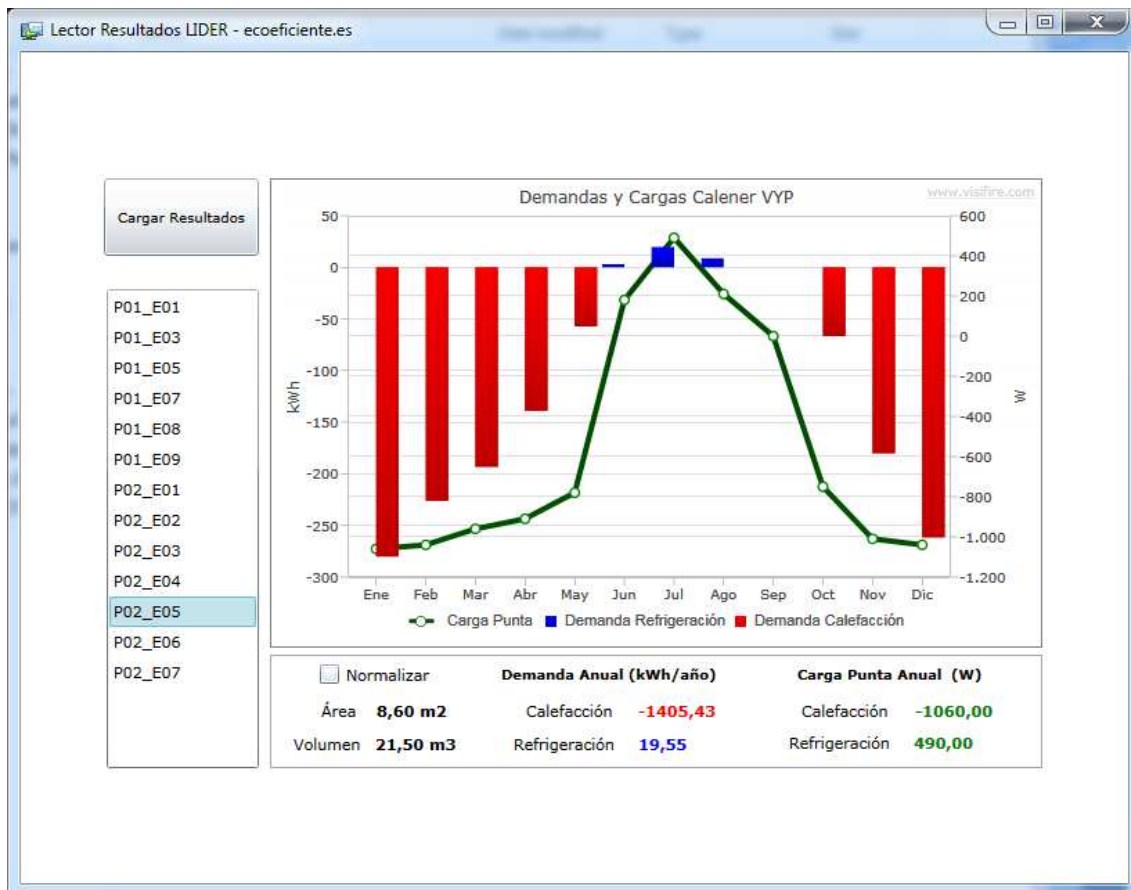 Lector Resultados LIDER - ecoeficiente.es
Date modified Type Size
Cargar Resultados
P01_E01
P01_E03
P01_E05
P01_E07
P01_E08
P01_E09
P02_E01
P02_E02
P02_E03
P02_E04
P02_E05
P02_E06
P02_E07
Demandas y Cargas Calener VYP
www.visifire.com
50
0
-50
-100
-150
-200
-250
-300
kWh
600
400
200
0
-200
-400
-600
-800
-1.000
-1.200
W
Ene Feb Mar Abr May Jun Jul Ago Sep Oct Nov Dic
Carga Punta Demanda Refrigeración Demanda Calefacción
Normalizar Demanda Anual (kWh/año) Carga Punta Anual (W)
Área 8,60 m2 Calefacción -1405,43 Calefacción -1060,00
Volumen 21,50 m3 Refrigeración 19,55 Refrigeración 490,00